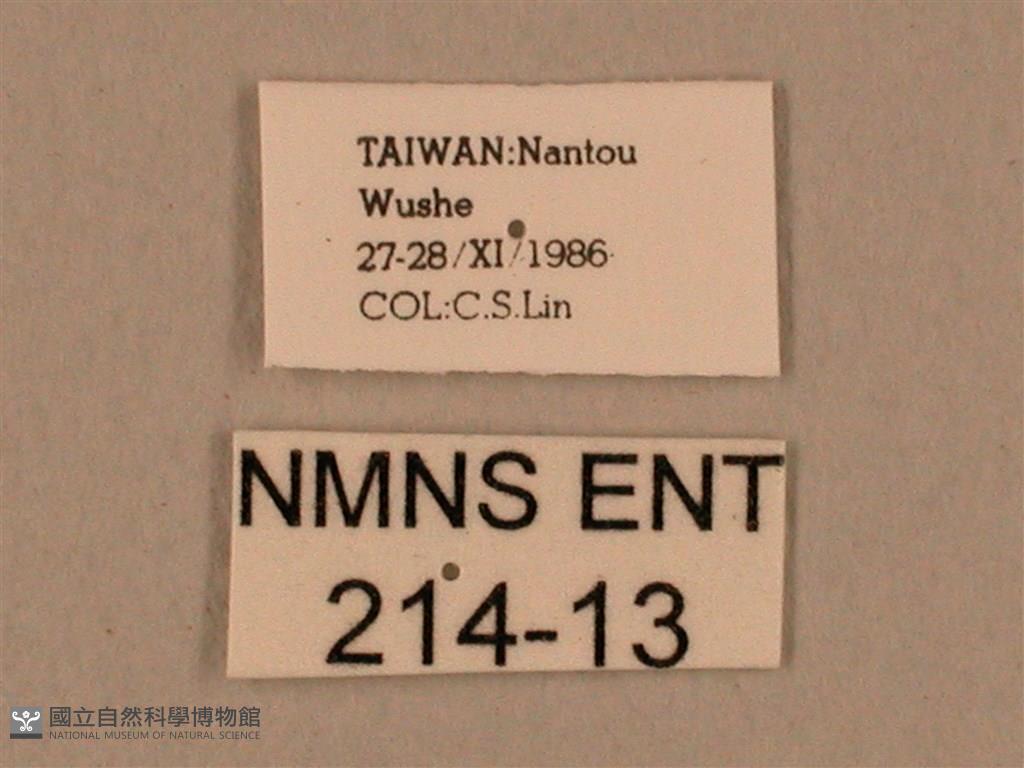 TAIWAN:Nantou
Wushe
27-28/XI/1986
COL:C.S.Lin
NMNS ENT
214-13
國立自然科學博物館
NATIONAL MUSEUM OF NATURAL SCIENCE